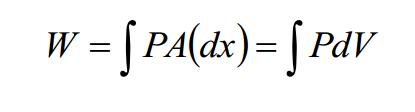 W = ∫ PA(dx) = ∫ PdV